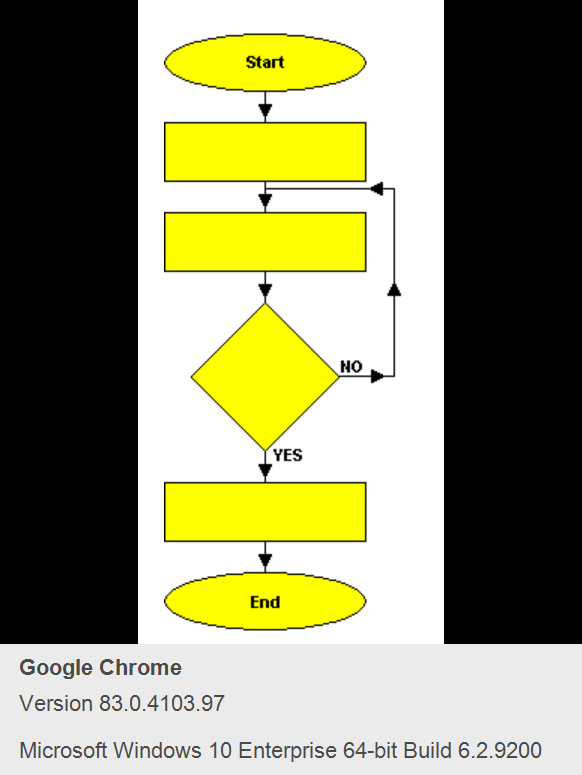 Start
NO
YES
End
Google Chrome
Version 83.0.4103.97
Microsoft Windows 10 Enterprise 64-bit Build 6.2.9200